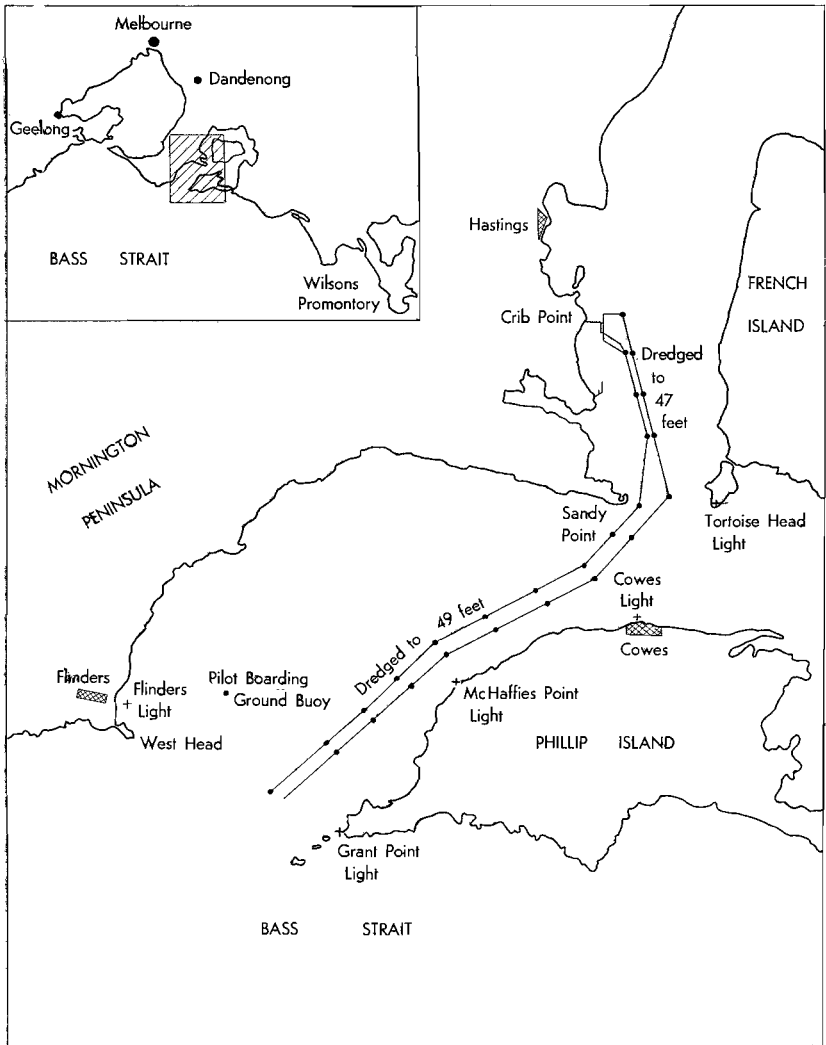 Melbourne
Dandenong
Geelong
BASS STRAIT
Wilsons
Promontory
Hastings
FRENCH
ISLAND
Crib Point
Dredged
to
47
feet
MORNINGTON
PENINSULA
Sandy
Point
Tortoise Head
Light
Cowes
Light
Dredged to 49 feet
Cowes
Flinders
Flinders
Light
Pilot Boarding
Ground Buoy
McHaffies Point
Light
West Head
PHILLIP ISLAND
Grant Point
Light
BASS STRAIT